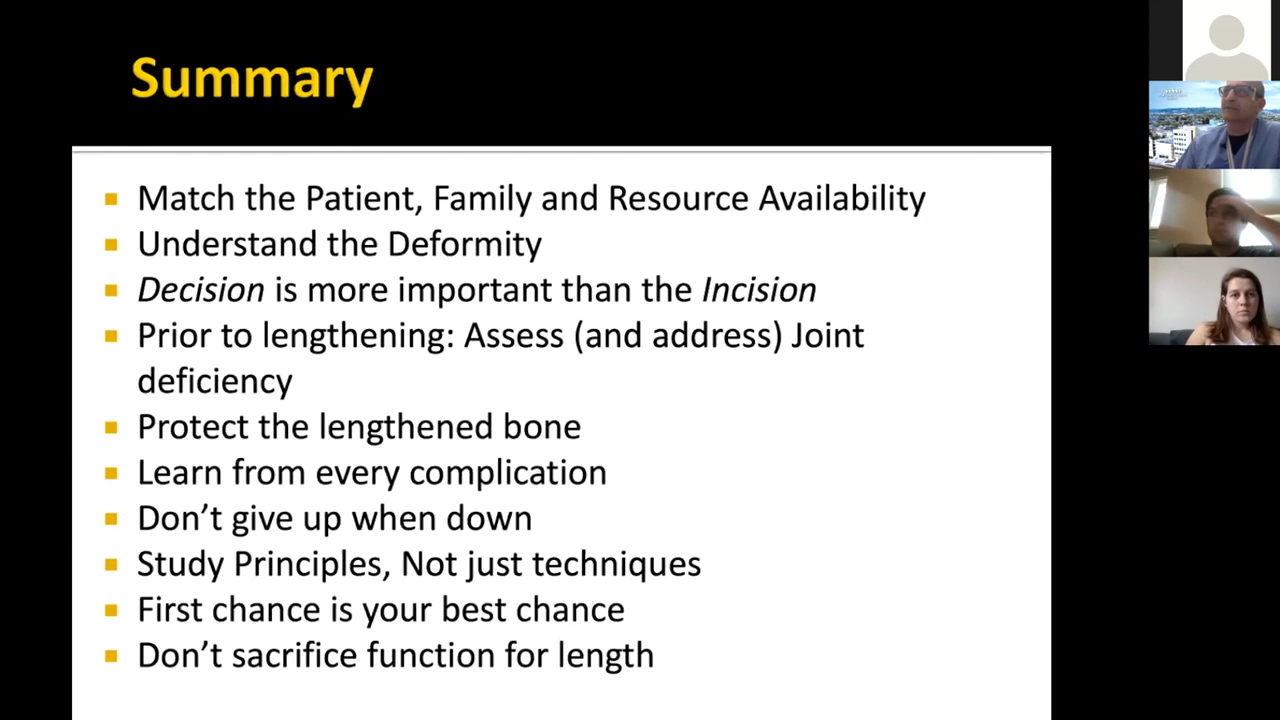 Summary
Match the Patient, Family and Resource Availability
Understand the Deformity
Decision is more important than the Incision
Prior to lengthening: Assess (and address) Joint
deficiency
Protect the lengthened bone
Learn from every complication
Don’t give up when down
Study Principles, Not just techniques
First chance is your best chance
Don’t sacrifice function for length